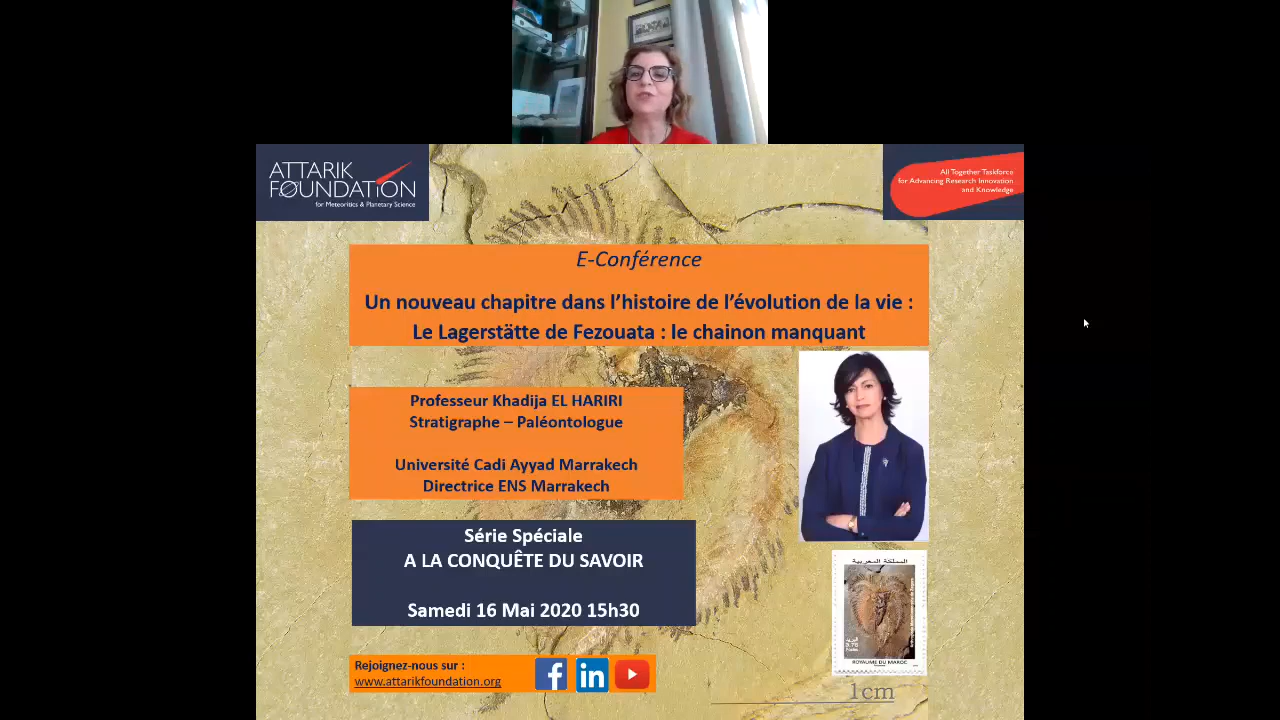 ATTARIK
FOUNDATION
for Meteoritics & Planetary Science
All Together Taskforce
for Advancing Research Innovation
and Knowledge
E-Conférence
Un nouveau chapitre dans l’histoire de l’évolution de la vie :
Le Lagerstätte de Fezouata : le chainon manquant
Professeur Khadija EL HARIRI
Stratigraphe – Paléontologue
Université Cadi Ayyad Marrakech
Directrice ENS Marrakech
Série Spéciale
A LA CONQUÊTE DU SAVOIR
Samedi 16 Mai 2020 15h30
المملكة المغربية
البريد
ROYAUME DU MAROC
Rejoignez-nous sur :
www.attarikfoundation.org
1cm